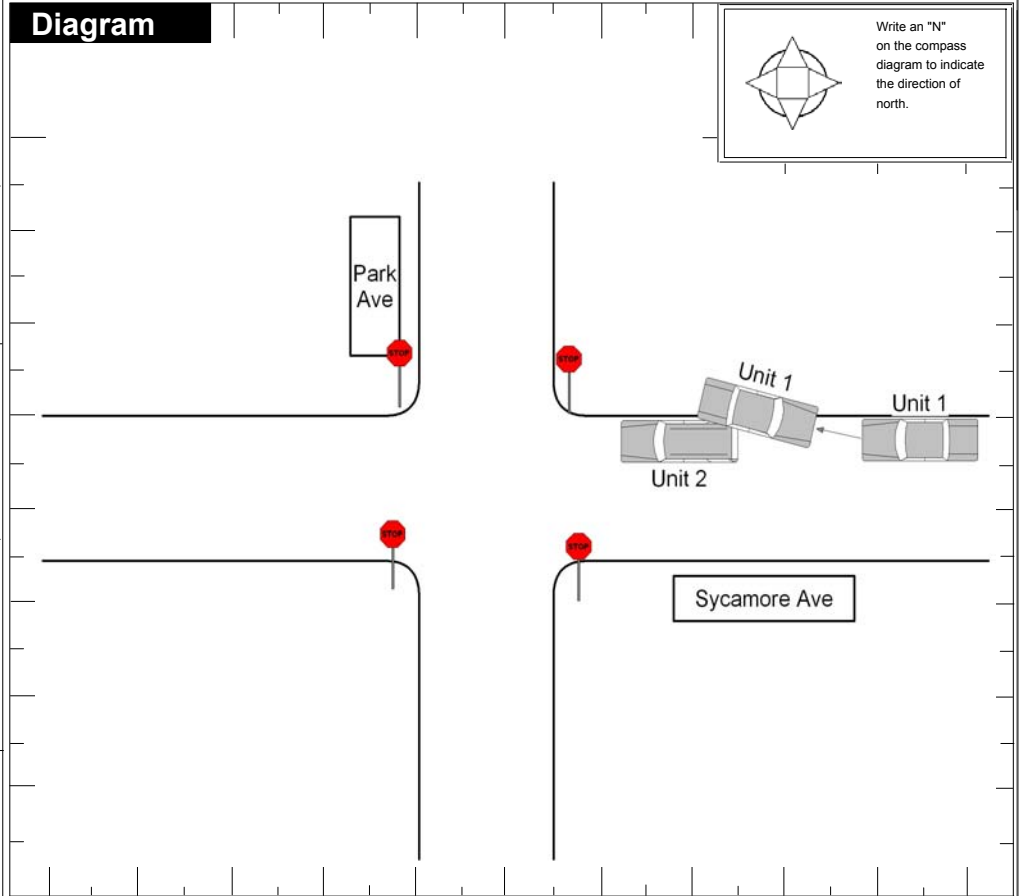 Diagram
Write an "N"
on the compass
diagram to indicate
the direction of
north.
Park
Ave
STOP
STOP
Unit 1
Unit 1
Unit 2
STOP
STOP
Sycamore Ave